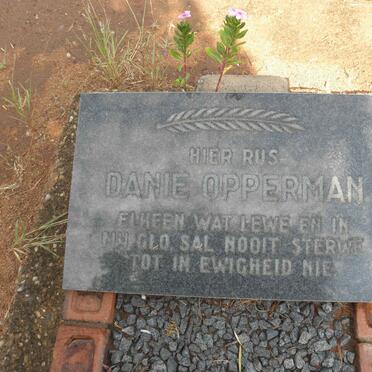 HIER RUS
DANIE OPPERMAN
ELKEEN WAT LEWE EN IN
MY GLO, SAL NOOIT STERWE
TOT IN EWIGHEID NIE.